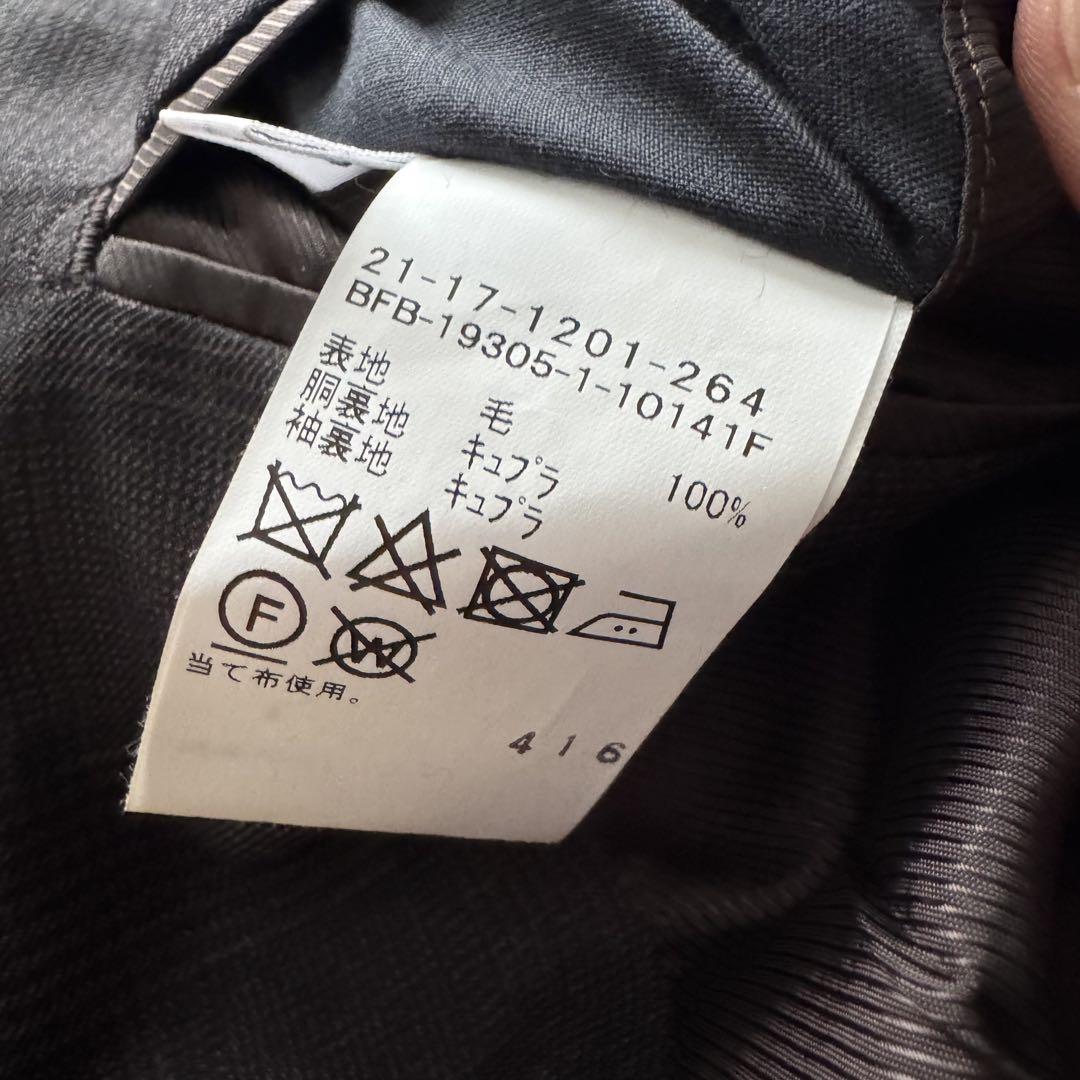 21-17-1201-264
BFB-19305-1-10141F
表地 毛 100%
胴裏地 キュプラ
袖裏地 キュプラ
F W
当て布使用。
416